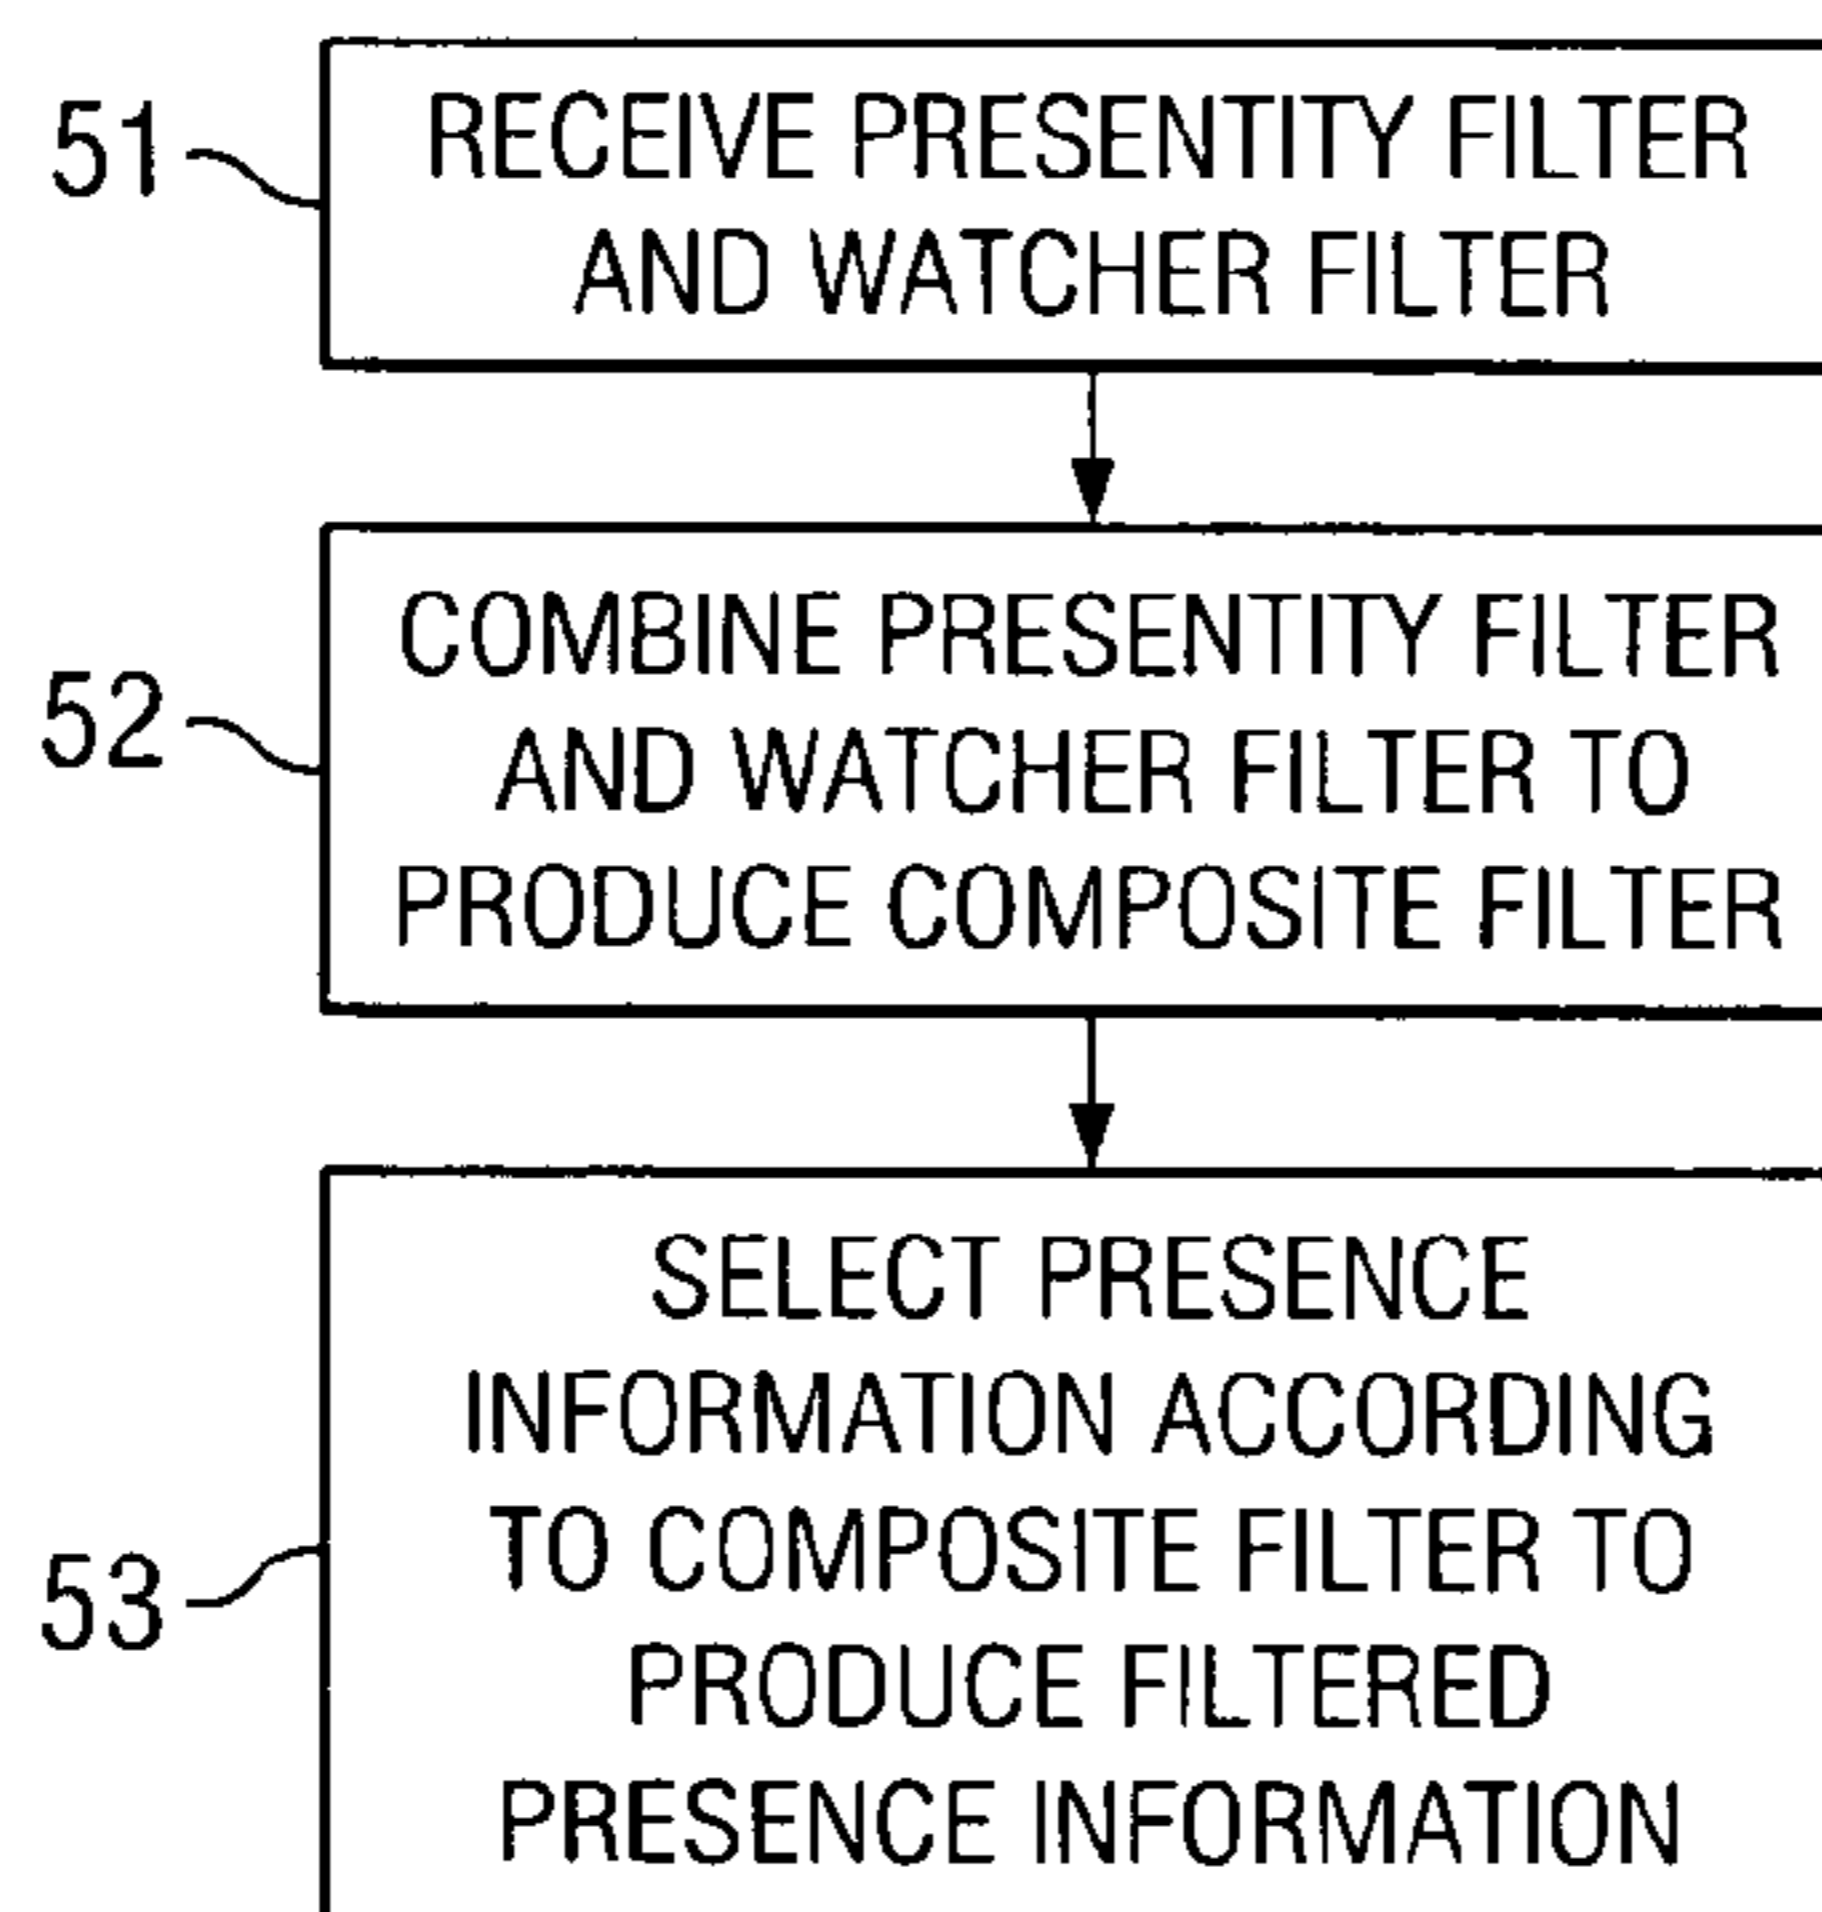 51
RECEIVE PRESENTITY FILTER
AND WATCHER FILTER
52
COMBINE PRESENTITY FILTER
AND WATCHER FILTER TO
PRODUCE COMPOSITE FILTER
53
SELECT PRESENCE
INFORMATION ACCORDING
TO COMPOSITE FILTER TO
PRODUCE FILTERED
PRESENCE INFORMATION